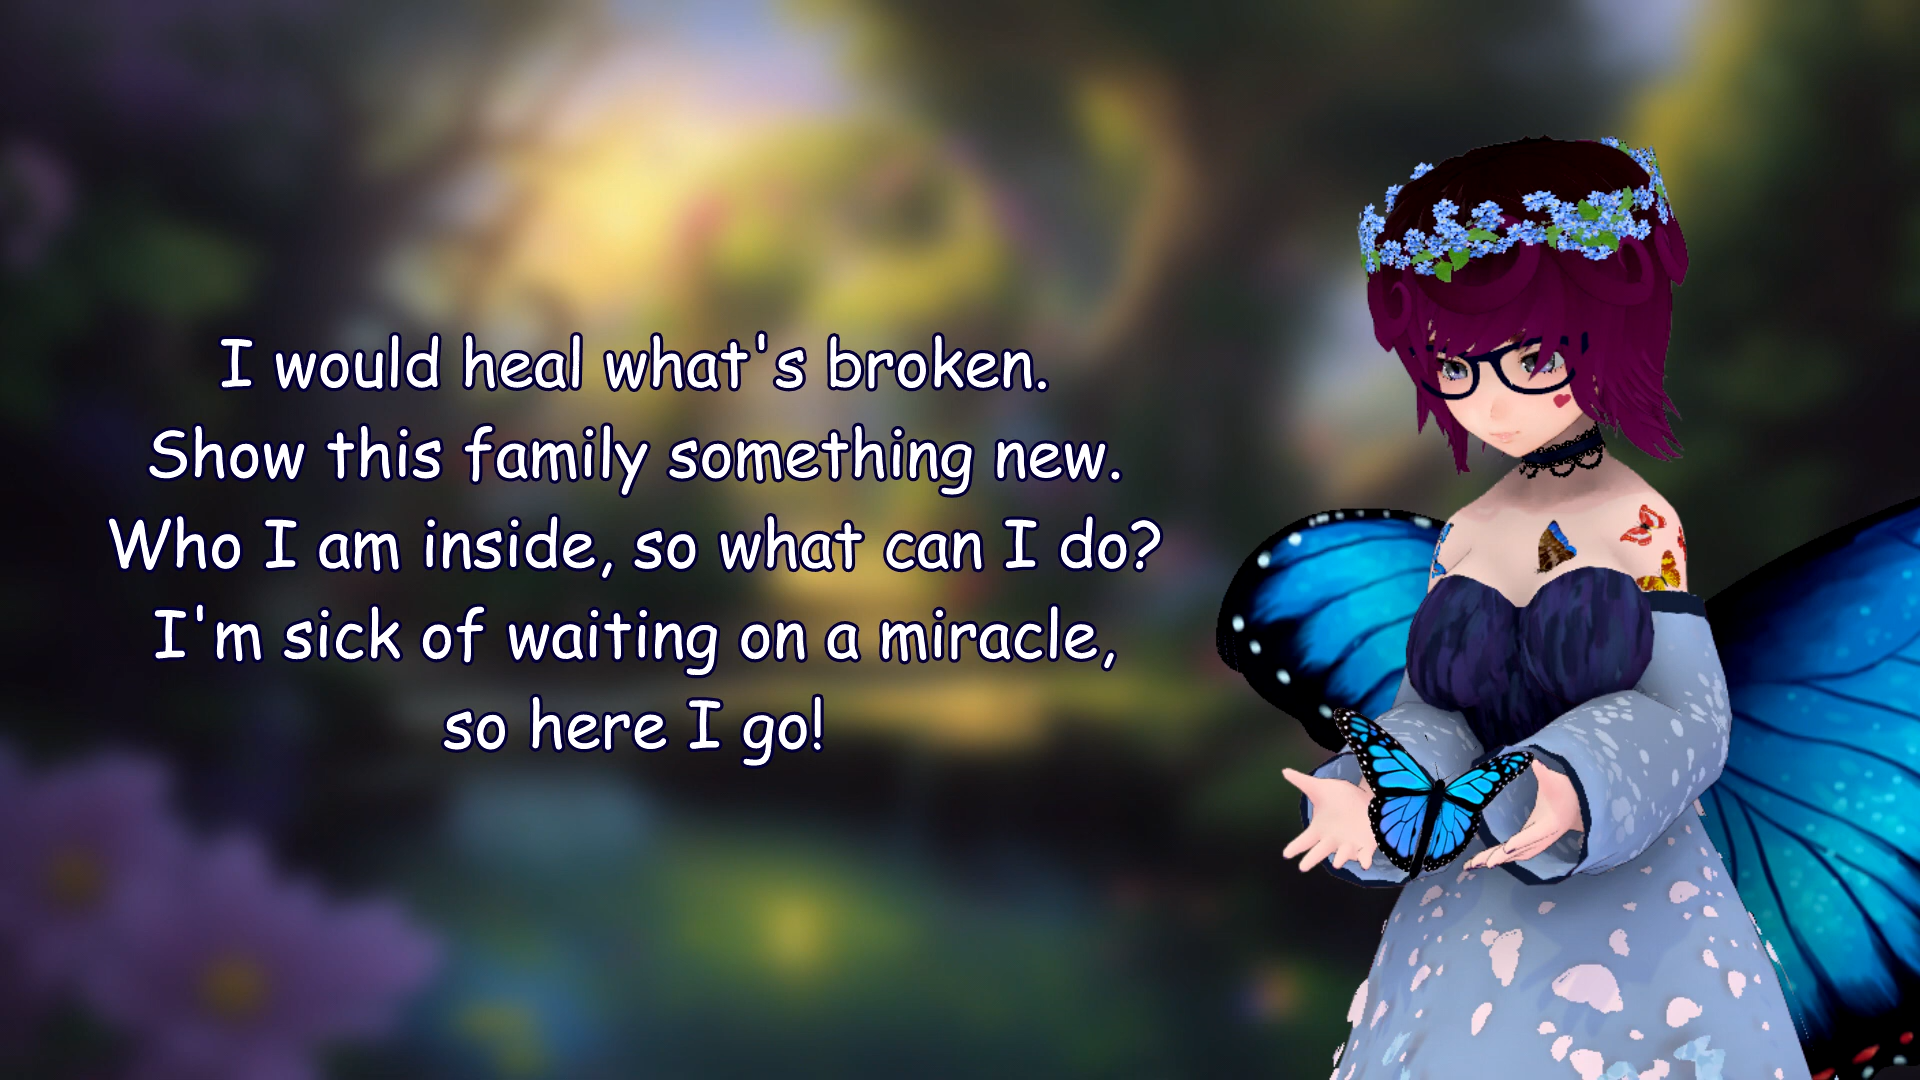 I would heal what's broken.
Show this family something new.
Who I am inside, so what can I do?
I'm sick of waiting on a miracle,
so here I go!